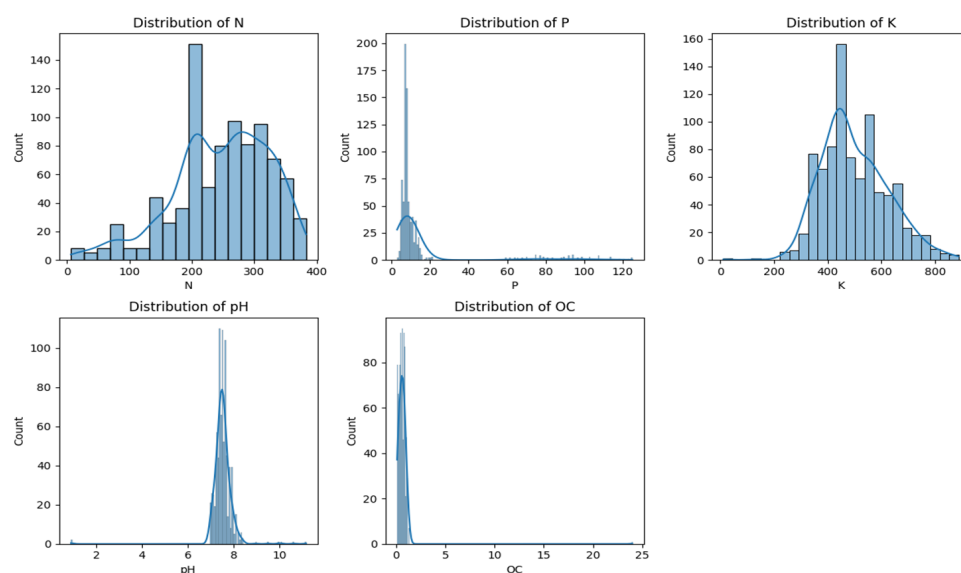 Distribution of N
Count
140
120
100
80
60
40
20
0
0 100 200 300 400
N
Distribution of P
Count
200
175
150
125
100
75
50
25
0
0 20 40 60 80 100 120
P
Distribution of K
Count
160
140
120
100
80
60
40
20
0
0 200 400 600 800
K
Distribution of pH
Count
100
80
60
40
20
0
2 4 6 8 10
pH
Distribution of OC
Count
80
60
40
20
0
0 5 10 15 20 25
OC